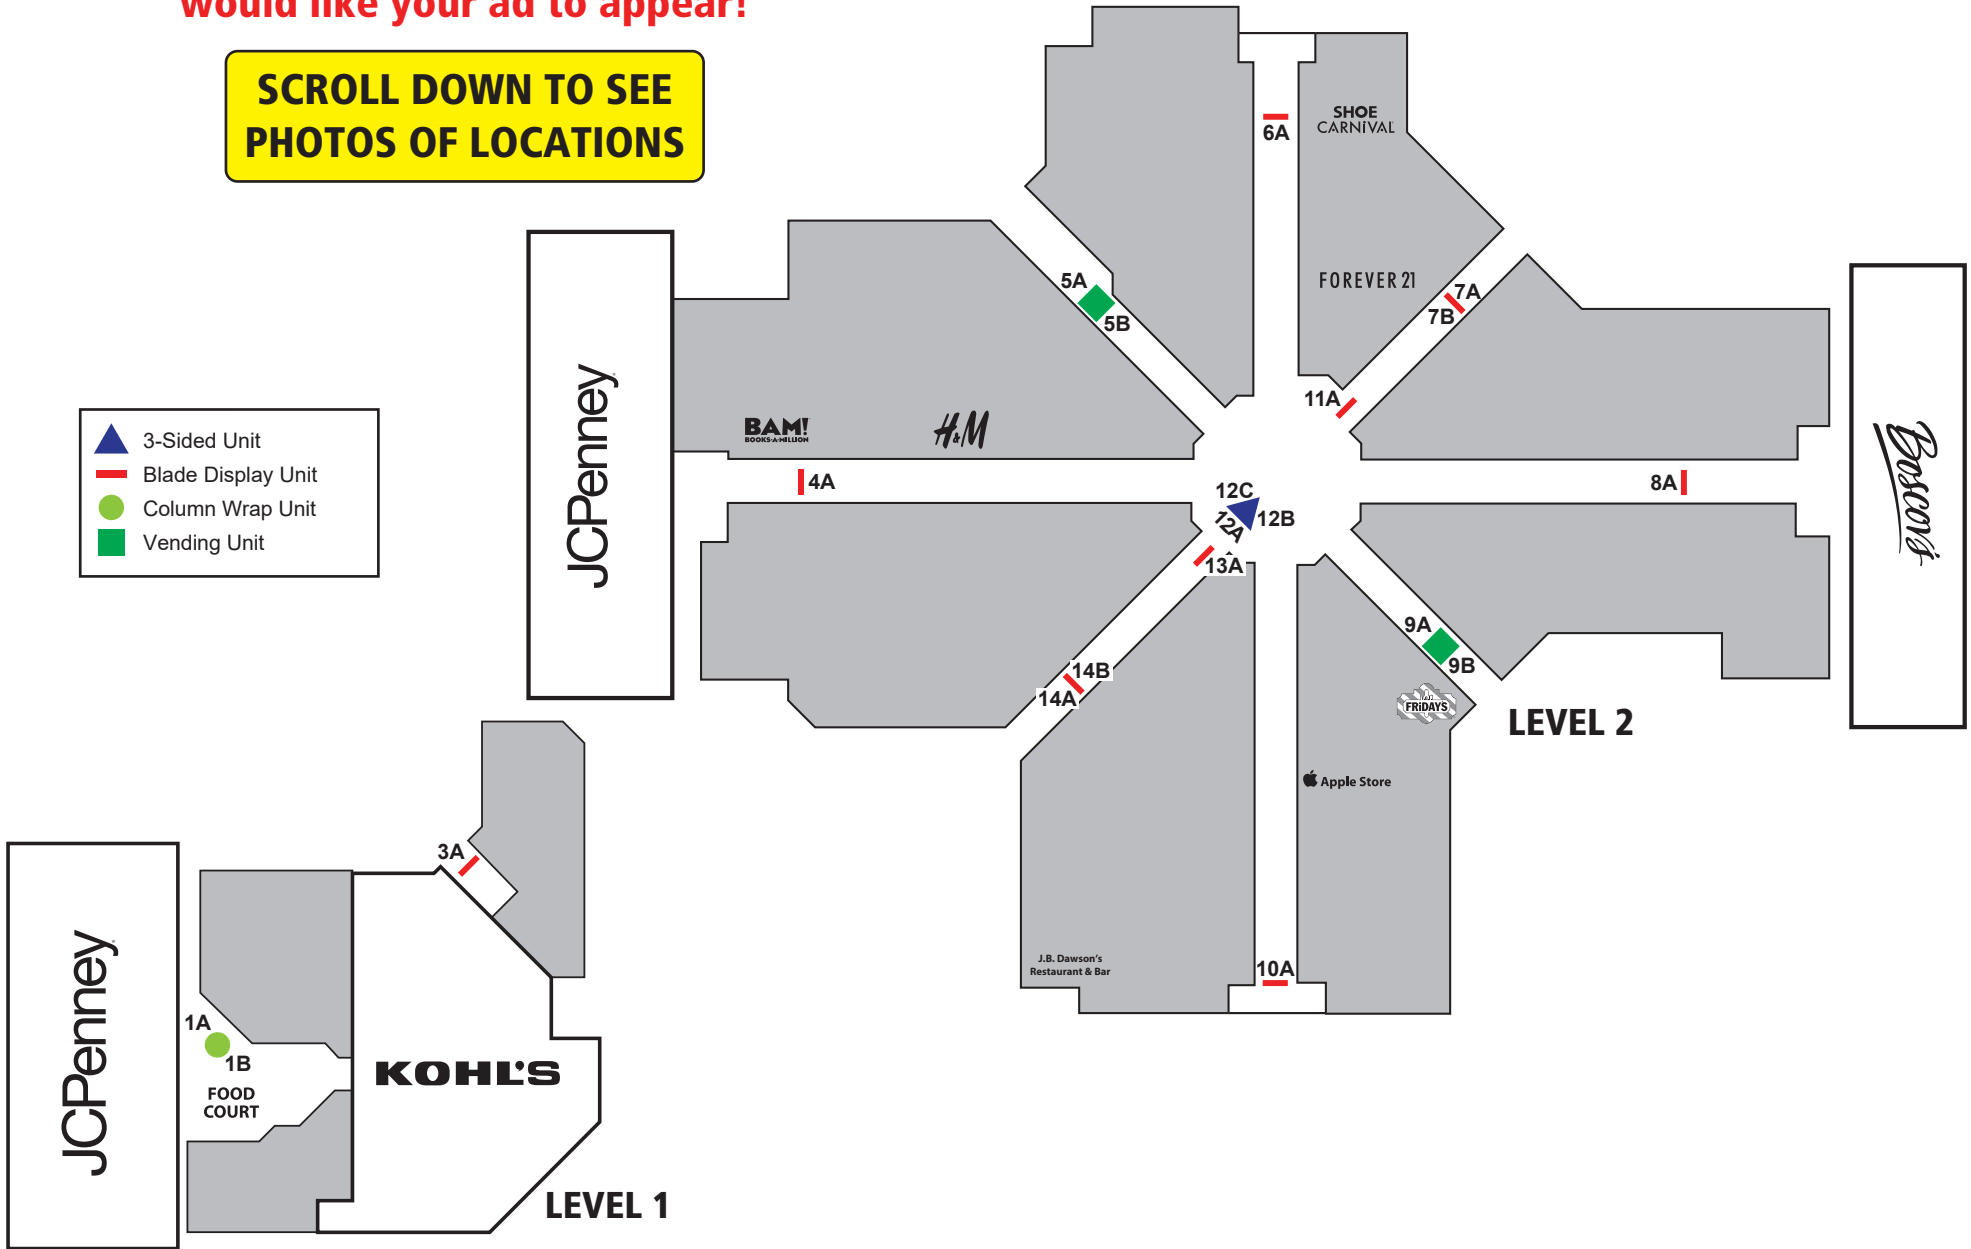 would like your ad to appear!
SCROLL DOWN TO SEE
PHOTOS OF LOCATIONS
3-Sided Unit
Blade Display Unit
Column Wrap Unit
Vending Unit
JCPenney
BAM!
BOOKS-A-MILLION
H&M
4A
5A
5B
6A
SHOE
CARNIVAL
FOREVER 21
7A
7B
11A
8A
Boscov's
12C
12B
12A
13A
14B
14A
9A
9B
FRiDAYS
LEVEL 2
Apple Store
J.B. Dawson's
Restaurant & Bar
10A
3A
JCPenney
1A
1B
FOOD
COURT
KOHL'S
LEVEL 1